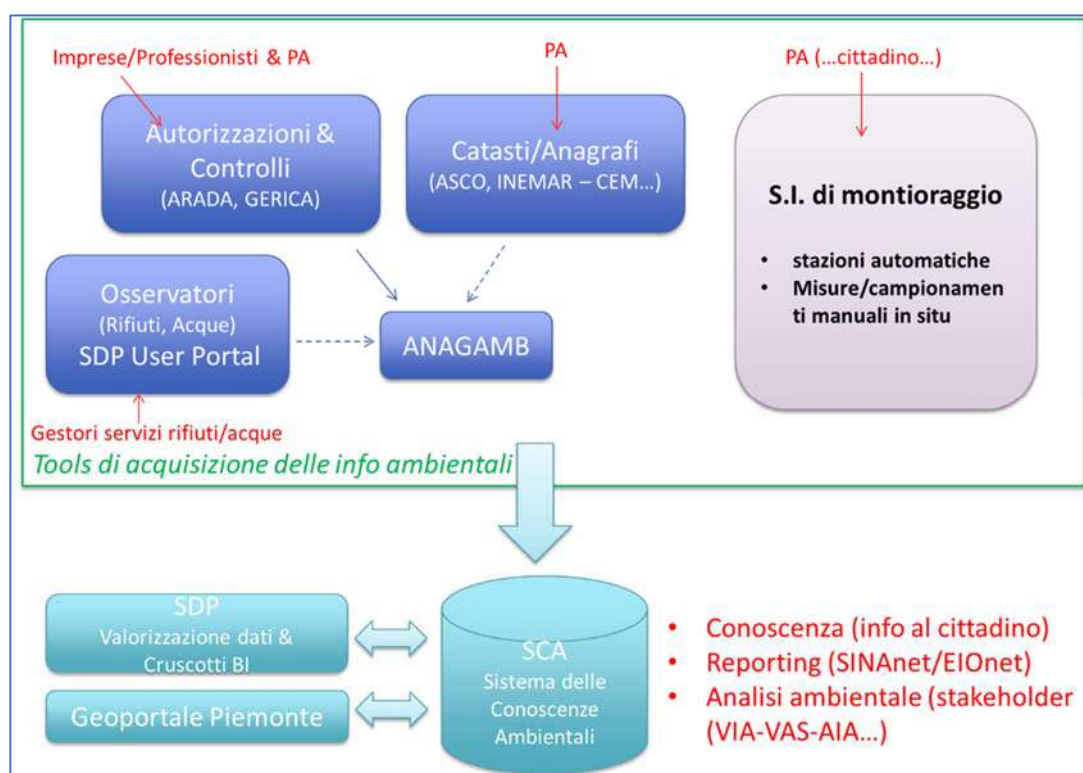 Imprese/Professionisti & PA
PA
PA (...cittadino...)
Autorizzazioni &
Controlli
(ARADA, GERICA)
Catasti/Anagrafi
(ASCO, INEMAR – CEM...)
S.I. di montioraggio
• stazioni automatiche
• Misure/campionamen
ti manuali in situ
Osservatori
(Rifiuti, Acque)
SDP User Portal
ANAGAMB
Gestori servizi rifiuti/acque
Tools di acquisizione delle info ambientali
SDP
Valorizzazione dati &
Cruscotti BI
Geoportale Piemonte
SCA
Sistema delle
Conoscenze
Ambientali
• Conoscenza (info al cittadino)
• Reporting (SINAnet/EIOnet)
• Analisi ambientale (stakeholder
(VIA-VAS-AIA...)